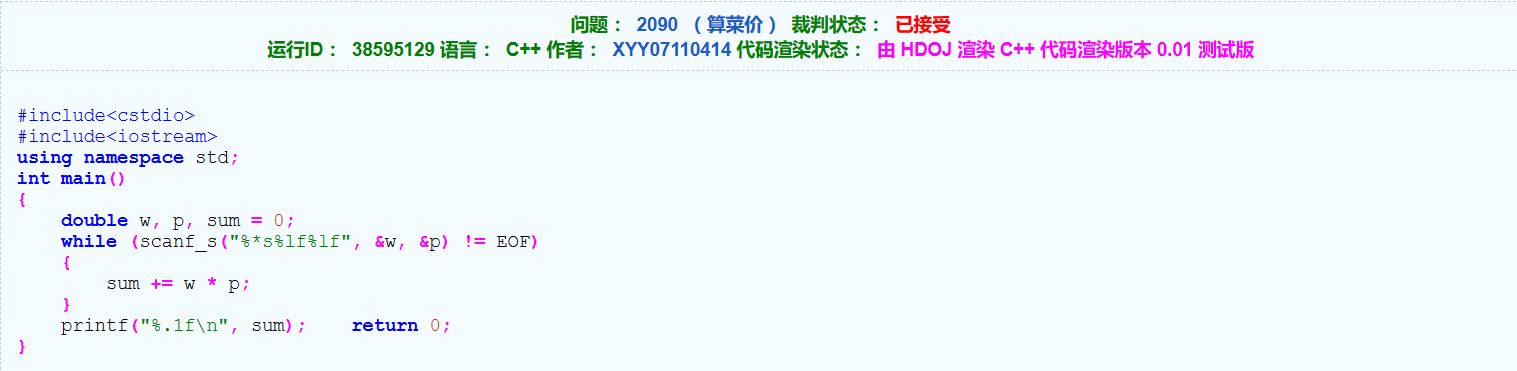 问题： 2090 （ 算菜价 ） 裁判状态： 已接受
运行ID： 38595129 语言： C++ 作者： XYY07110414 代码渲染状态： 由 HDOJ 渲染 C++ 代码渲染版本 0.01 测试版
#include<cstdio>
#include<iostream>
using namespace std;
int main()
{
    double w, p, sum = 0;
    while (scanf_s("%*s%lf%lf", &w, &p) != EOF)
    {
        sum += w * p;
    }
    printf("%.1f\n", sum);    return 0;
}